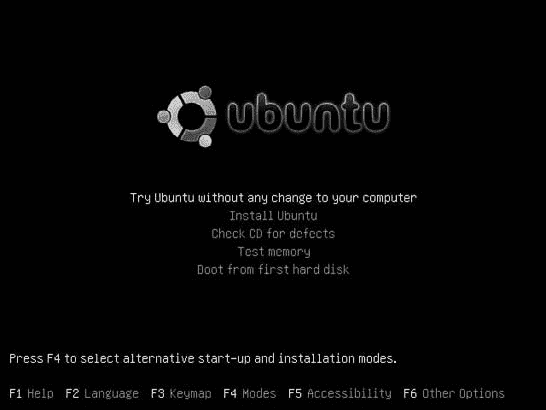 ubuntu
Try Ubuntu without any change to your computer
Install Ubuntu
Check CD for defects
Test memory
Boot from first hard disk
Press F4 to select alternative start-up and installation modes.
F1 Help F2 Language F3 Keymap F4 Modes F5 Accessibility F6 Other Options